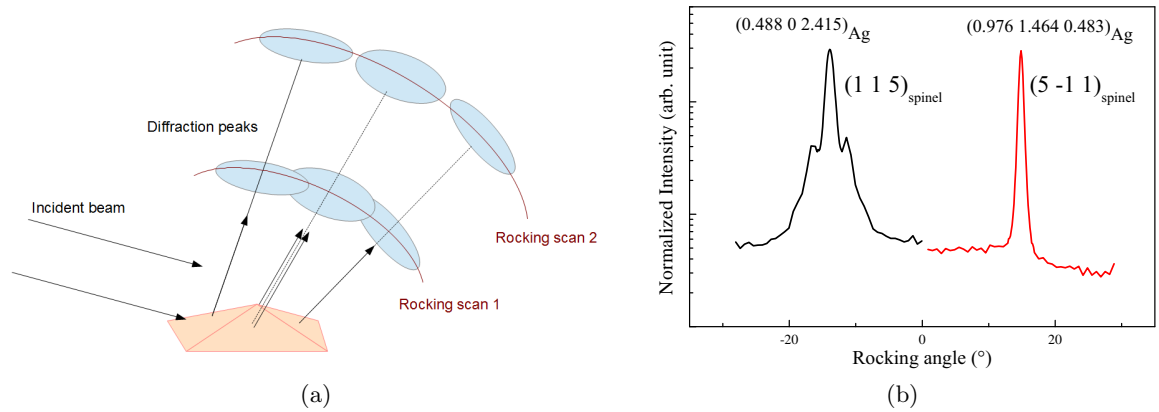 Diffraction peaks
Incident beam
Rocking scan 2
Rocking scan 1
(a)
(0.488 0 2.415)Ag
(0.976 1.464 0.483)Ag
(1 1 5)spinel
(5 -1 1)spinel
Normalized Intensity (arb. unit)
-20
0
20
Rocking angle (°)
(b)